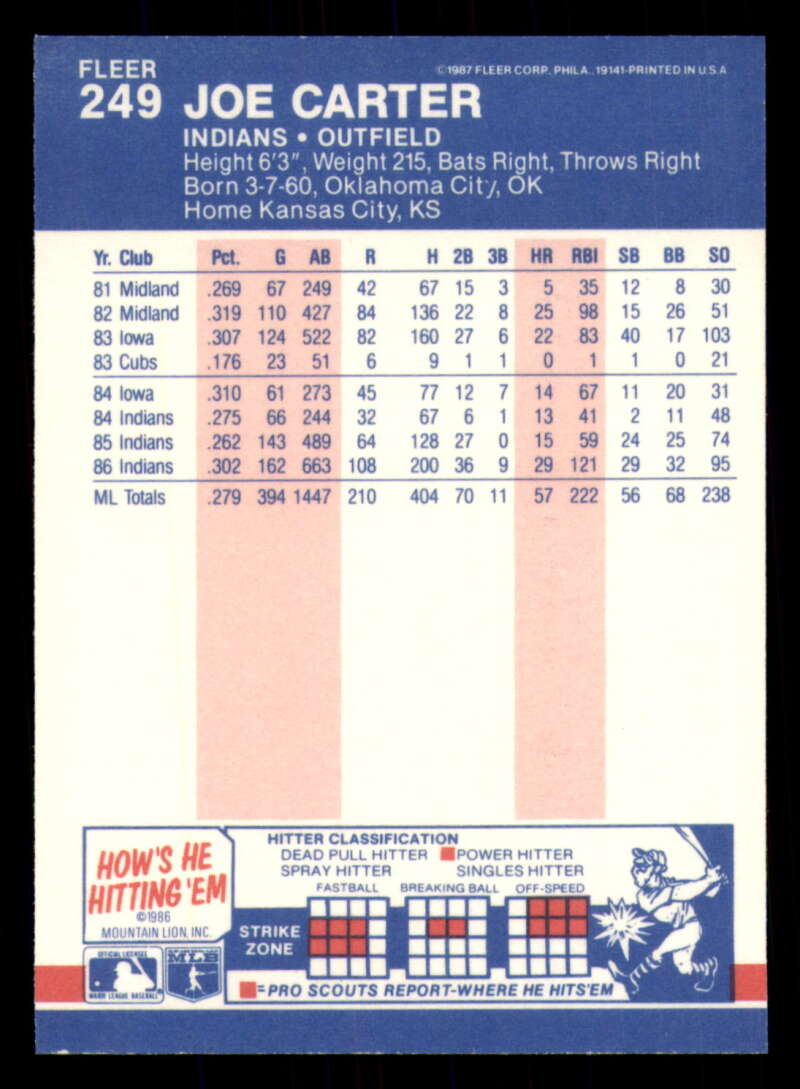 FLEER
©1987 FLEER CORP. PHILA., 19141-PRINTED IN U.S.A
249 JOE CARTER
INDIANS • OUTFIELD
Height 6'3", Weight 215, Bats Right, Throws Right
Born 3-7-60, Oklahoma City, OK
Home Kansas City, KS
Yr. Club Pct. G AB R H 2B 3B HR RBI SB BB SO
81 Midland .269 67 249 42 67 15 3 5 35 12 8 30
82 Midland .319 110 427 84 136 22 8 25 98 15 26 51
83 Iowa .307 124 522 82 160 27 6 22 83 40 17 103
83 Cubs .176 23 51 6 9 1 1 0 1 1 0 21
84 Iowa .310 61 273 45 77 12 7 14 67 11 20 31
84 Indians .275 66 244 32 67 6 1 13 41 2 11 48
85 Indians .262 143 489 64 128 27 0 15 59 24 25 74
86 Indians .302 162 663 108 200 36 9 29 121 29 32 95
ML Totals .279 394 1447 210 404 70 11 57 222 56 68 238
HOW'S HE
HITTING 'EM
©1986
MOUNTAIN LION, INC.
HITTER CLASSIFICATION
DEAD PULL HITTER POWER HITTER
SPRAY HITTER SINGLES HITTER
FASTBALL BREAKING BALL OFF-SPEED
STRIKE
ZONE
=PRO SCOUTS REPORT-WHERE HE HITS'EM
OFFICIAL LICENSEE
MAJOR LEAGUE BASEBALL
MLB